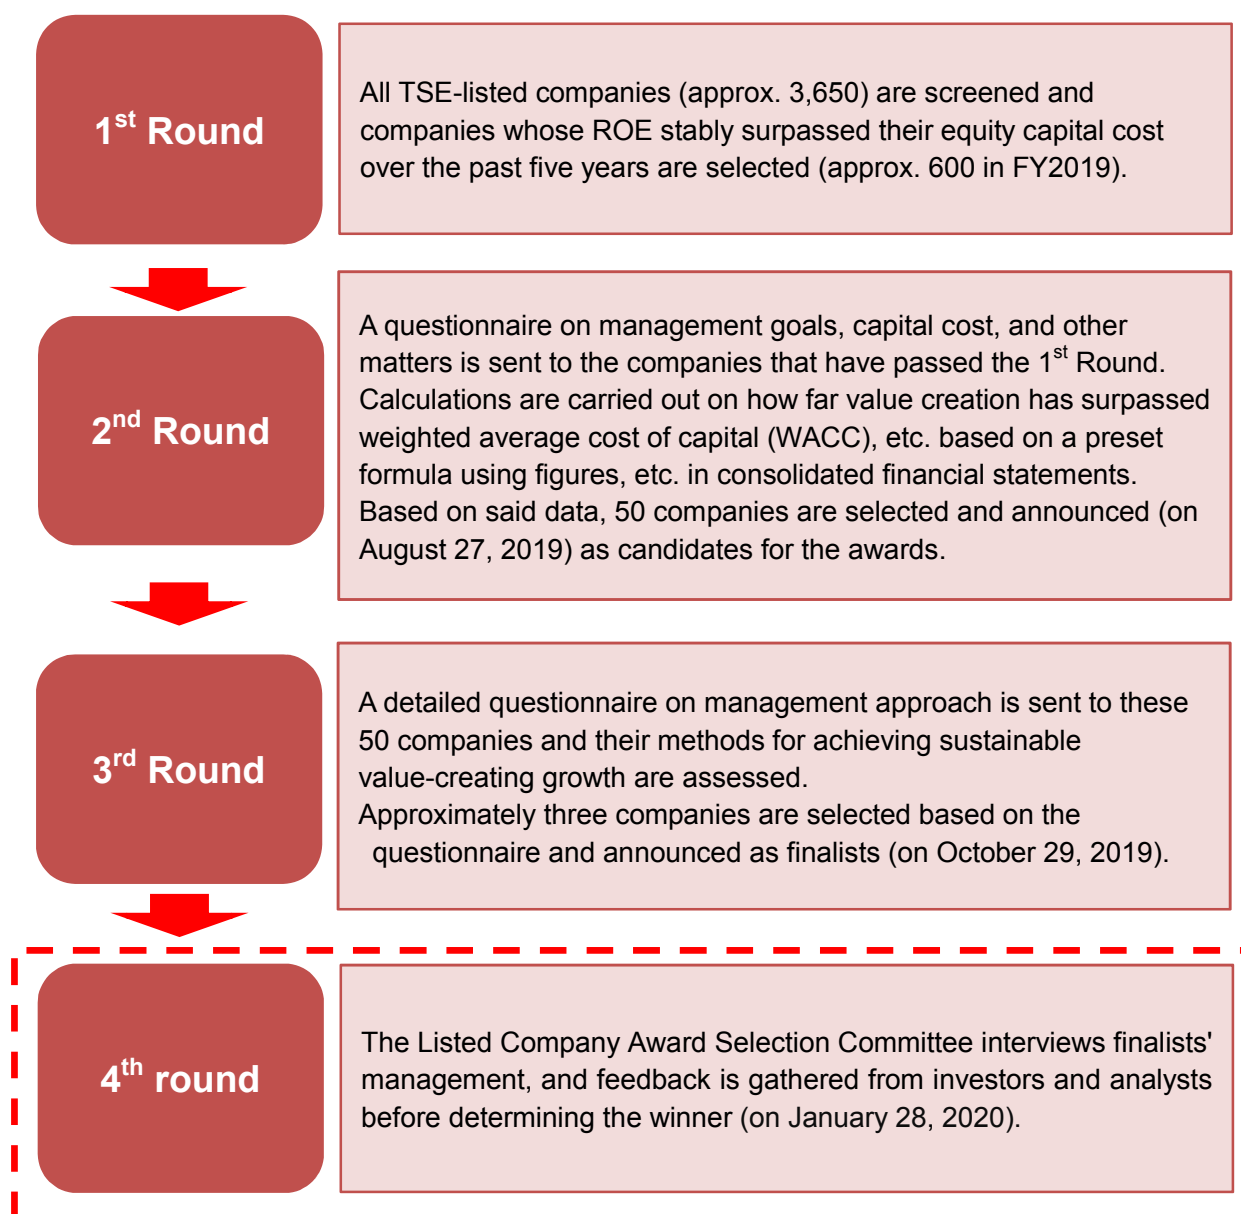 1st Round
All TSE-listed companies (approx. 3,650) are screened and
companies whose ROE stably surpassed their equity capital cost
over the past five years are selected (approx. 600 in FY2019).
2nd Round
A questionnaire on management goals, capital cost, and other
matters is sent to the companies that have passed the 1st Round.
Calculations are carried out on how far value creation has surpassed
weighted average cost of capital (WACC), etc. based on a preset
formula using figures, etc. in consolidated financial statements.
Based on said data, 50 companies are selected and announced (on
August 27, 2019) as candidates for the awards.
3rd Round
A detailed questionnaire on management approach is sent to these
50 companies and their methods for achieving sustainable
value-creating growth are assessed.
Approximately three companies are selected based on the
questionnaire and announced as finalists (on October 29, 2019).
4th round
The Listed Company Award Selection Committee interviews finalists'
management, and feedback is gathered from investors and analysts
before determining the winner (on January 28, 2020).